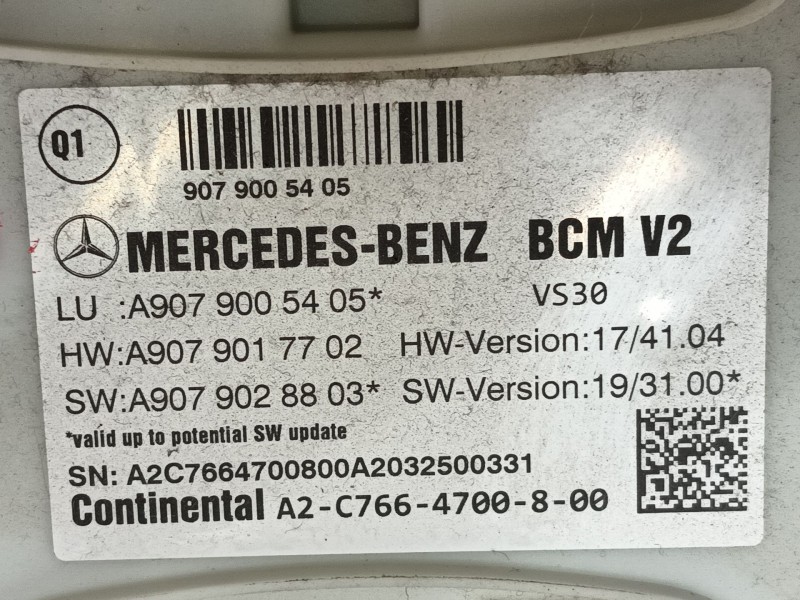 Q1
907 900 54 05
MERCEDES-BENZ BCM V2
LU :A907 900 54 05* VS30
HW:A907 901 77 02 HW-Version:17/41.04
SW:A907 902 88 03* SW-Version:19/31.00*
*valid up to potential SW update
SN: A2C7664700800A2032500331
Continental A2-C766-4700-8-00